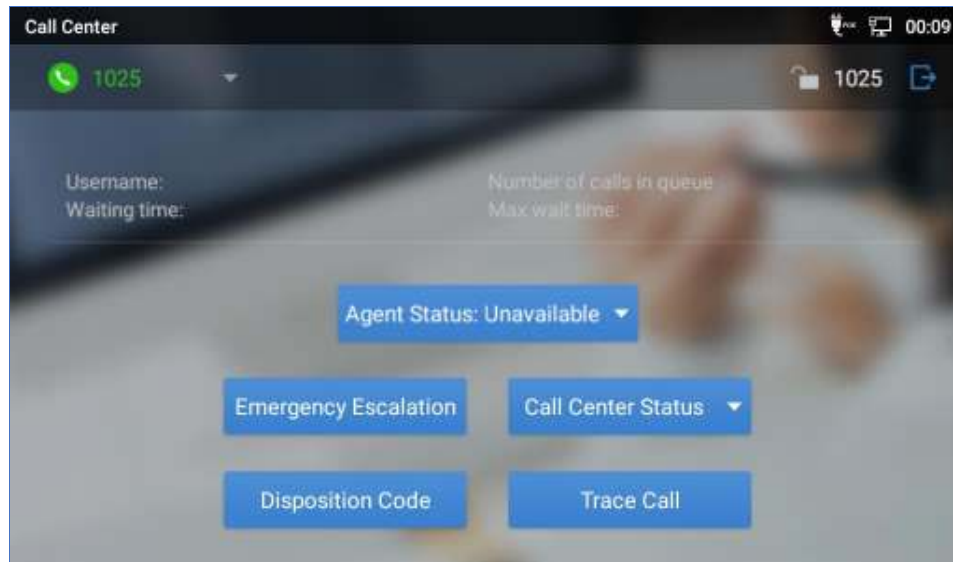 Call Center
00:09
1025
1025
Username:
Number of calls in queue
Waiting time:
Max wait time:
Agent Status: Unavailable
Emergency Escalation
Call Center Status
Disposition Code
Trace Call